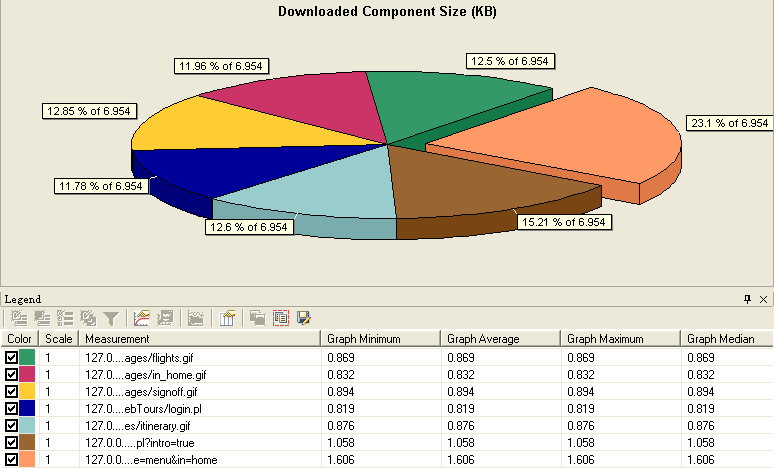 Downloaded Component Size (KB)
11.96 % of 6.954
12.5 % of 6.954
12.85 % of 6.954
23.1 % of 6.954
11.78 % of 6.954
12.6 % of 6.954
15.21 % of 6.954
Legend
Color Scale Measurement Graph Minimum Graph Average Graph Maximum Graph Median
1 127.0....ages/flights.gif 0.869 0.869 0.869 0.869
1 127.0....ages/in_home.gif 0.832 0.832 0.832 0.832
1 127.0....ages/signoff.gif 0.894 0.894 0.894 0.894
1 127.0....ebTours/login.pl 0.819 0.819 0.819 0.819
1 127.0....es/itinerary.gif 0.876 0.876 0.876 0.876
1 127.0.0.....pl?intro=true 1.058 1.058 1.058 1.058
1 127.0.0....e=menu&in=home 1.606 1.606 1.606 1.606